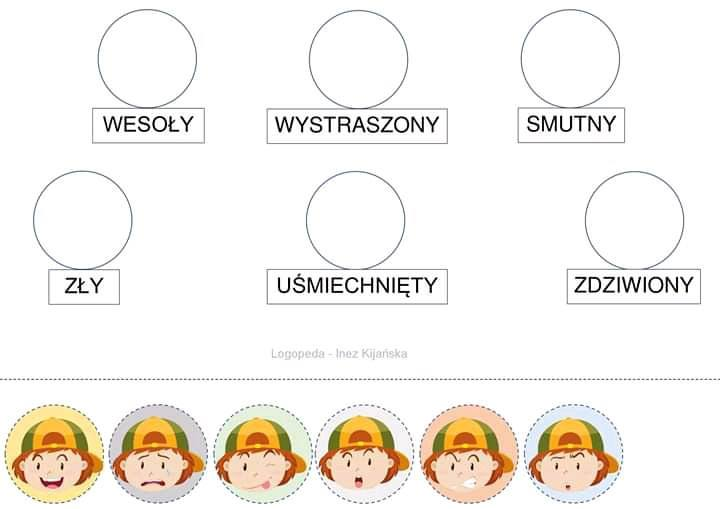 WESOŁY
WYSTRASZONY
SMUTNY
ZŁY
UŚMIECHNIĘTY
ZDZIWIONY
Logopeda - Inez Kijańska